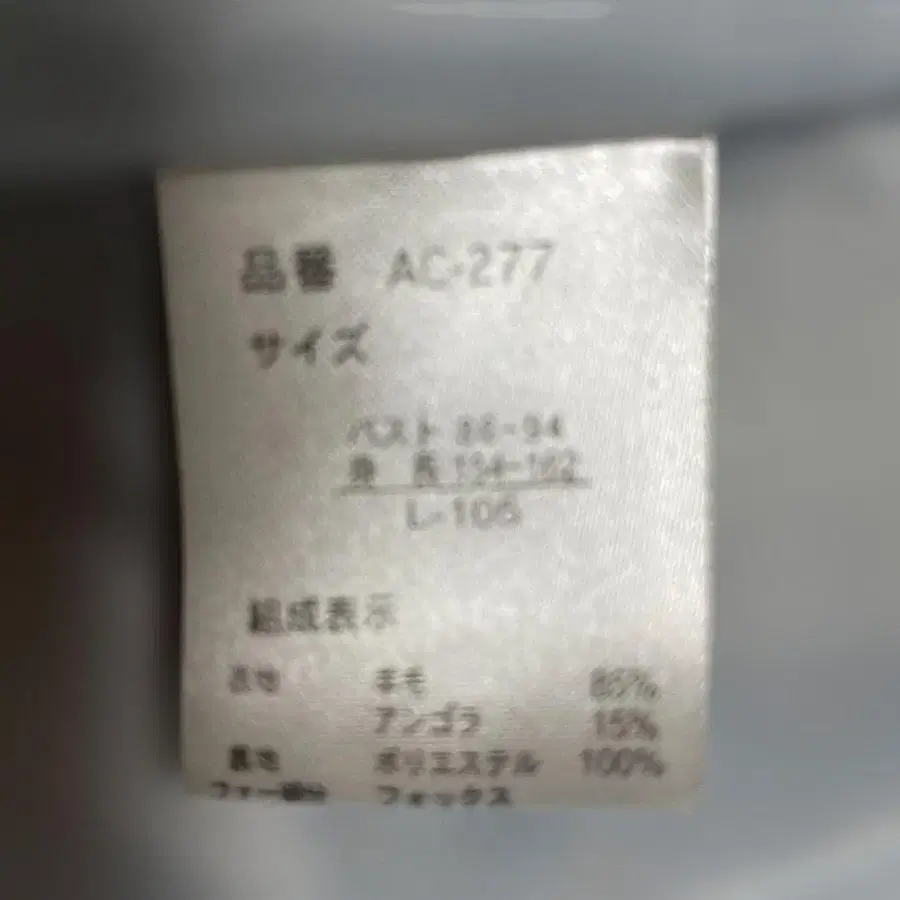 品番 AC-277
サイズ
バスト 86-94
身 長 154-162
L-106
組成表示
表地 羊毛 85%
アンゴラ 15%
裏地 ポリエステル 100%
ファー部分 フォックス